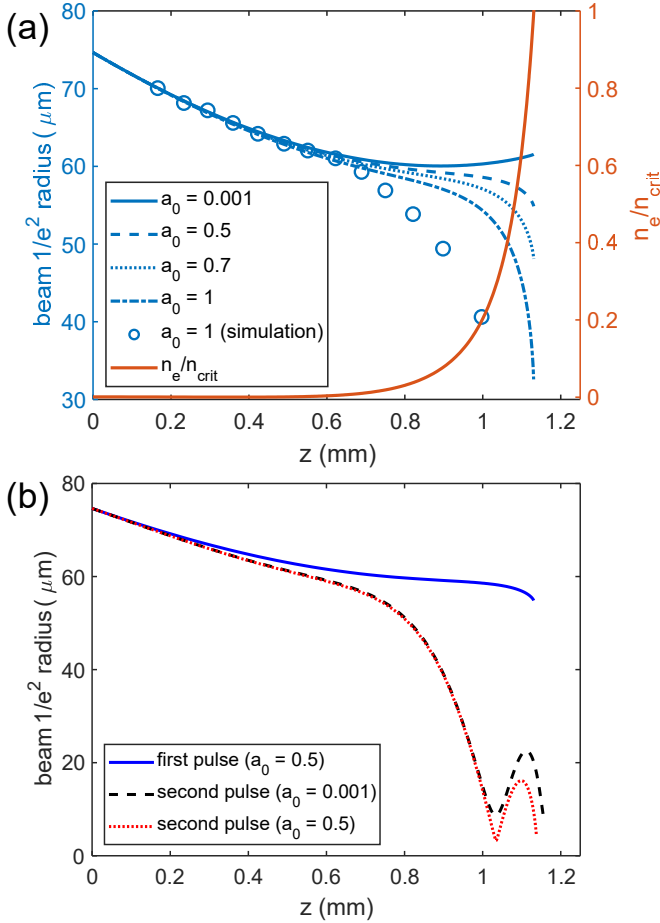 (a)
80
70
60
50
40
30
beam 1/e² radius (μm)
1
0.8
0.6
0.4
0.2
0
n_e/n_crit
a₀ = 0.001
a₀ = 0.5
a₀ = 0.7
a₀ = 1
a₀ = 1 (simulation)
n_e/n_crit
0 0.2 0.4 0.6 0.8 1 1.2
z (mm)
(b)
80
60
40
20
0
beam 1/e² radius (μm)
first pulse (a₀ = 0.5)
second pulse (a₀ = 0.001)
second pulse (a₀ = 0.5)
0 0.2 0.4 0.6 0.8 1 1.2
z (mm)